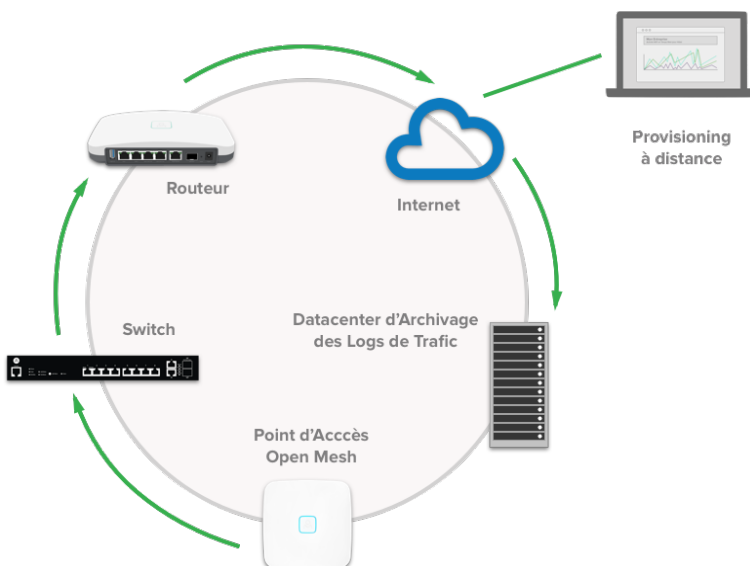 Provisioning
à distance
Routeur
Internet
Switch
Datacenter d'Archivage
des Logs de Trafic
Point d'Acccès
Open Mesh